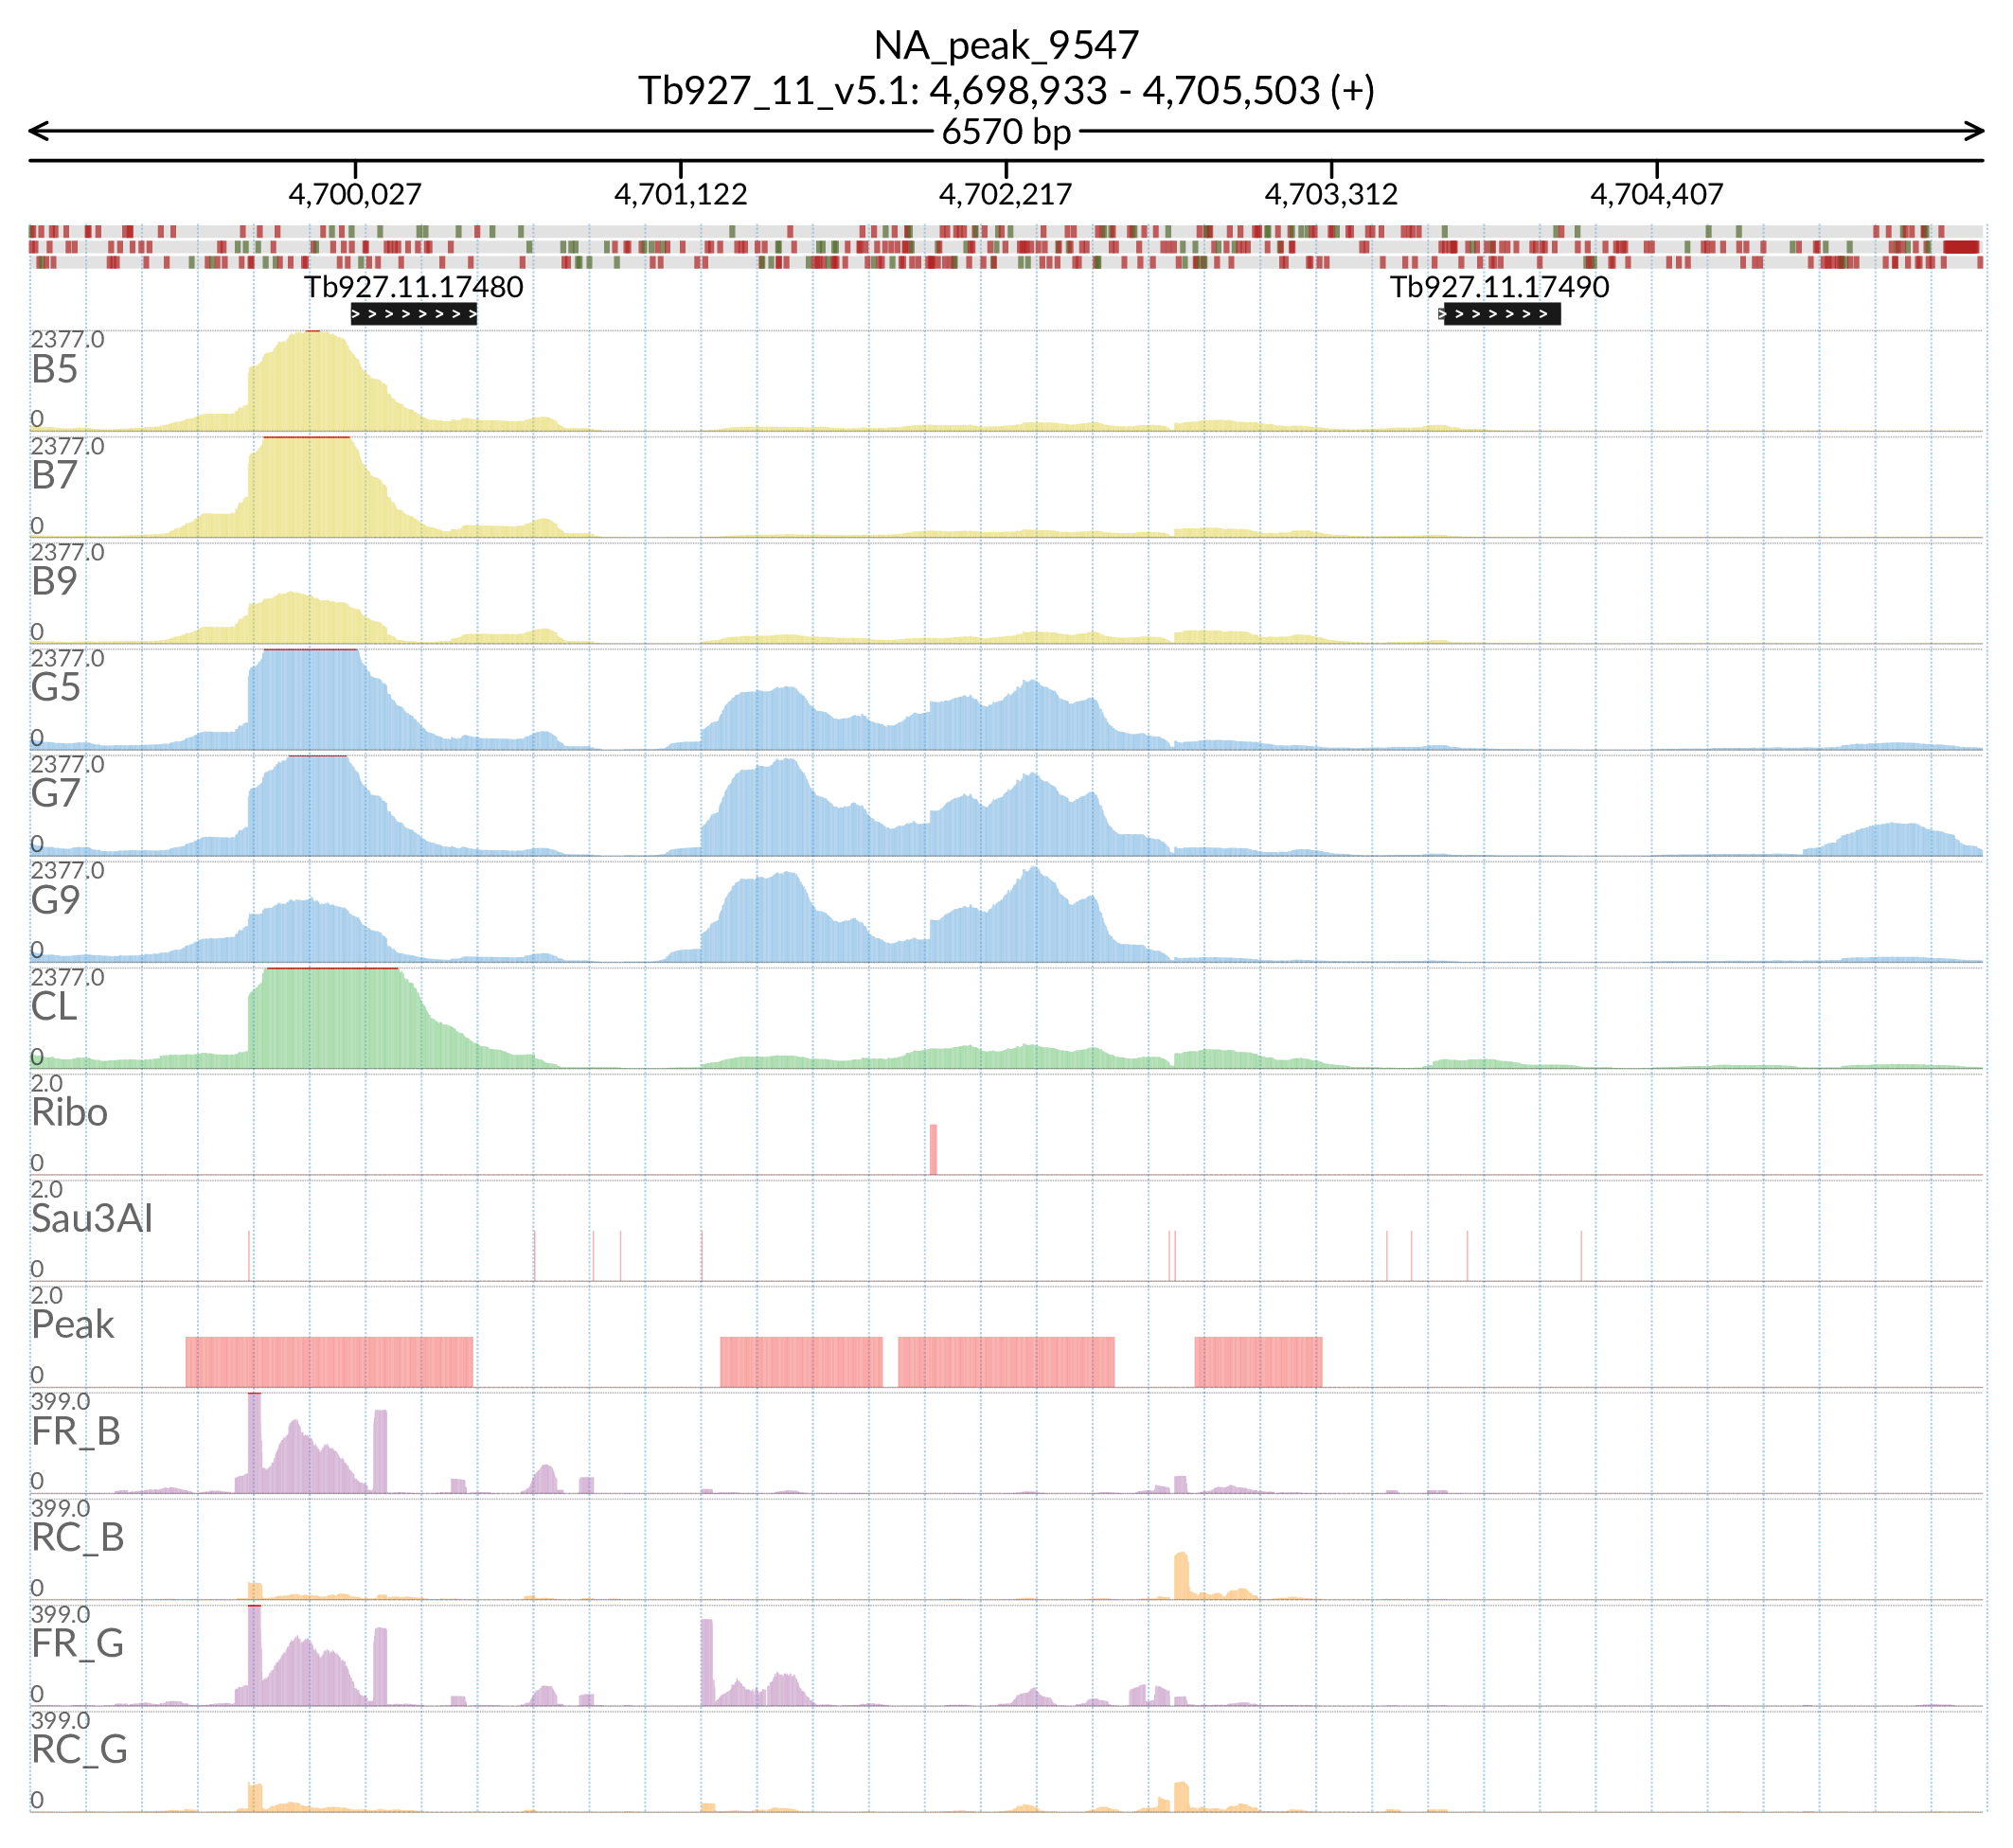 NA_peak_9547
Tb927_11_v5.1: 4,698,933 - 4,705,503 (+)
6570 bp
4,700,027 4,701,122 4,702,217 4,703,312 4,704,407
Tb927.11.17480 Tb927.11.17490
2377.0
B5
0
2377.0
B7
0
2377.0
B9
0
2377.0
G5
0
2377.0
G7
0
2377.0
G9
0
2377.0
CL
0
2.0
Ribo
0
2.0
Sau3AI
0
2.0
Peak
0
399.0
FR_B
0
399.0
RC_B
0
399.0
FR_G
0
399.0
RC_G
0